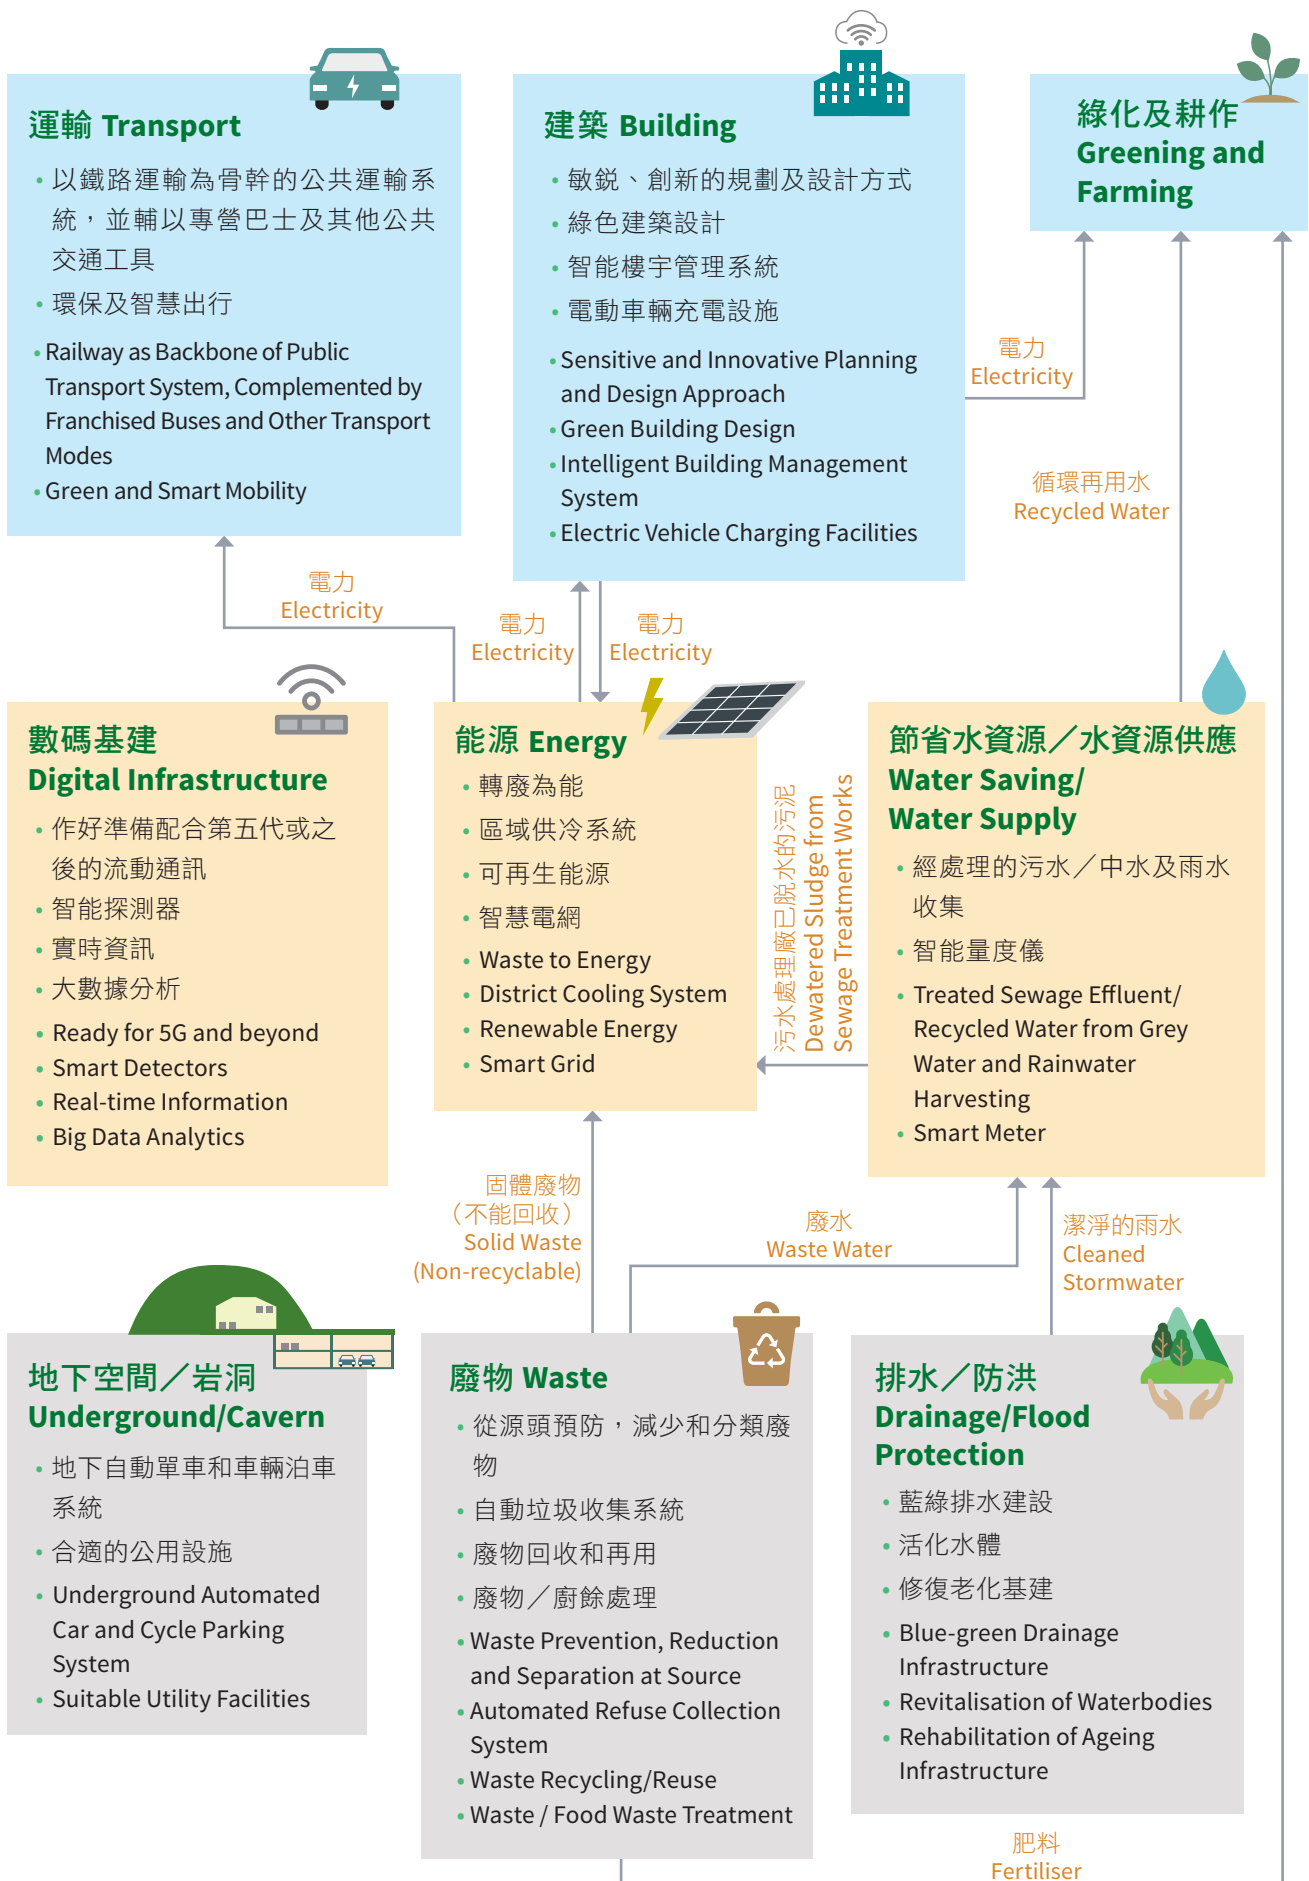 運輸 Transport
• 以鐵路運輸為骨幹的公共運輸系
統，並輔以專營巴士及其他公共
交通工具
• 環保及智慧出行
• Railway as Backbone of Public
Transport System, Complemented by
Franchised Buses and Other Transport
Modes
• Green and Smart Mobility
建築 Building
• 敏銳、創新的規劃及設計方式
• 綠色建築設計
• 智能樓宇管理系統
• 電動車輛充電設施
• Sensitive and Innovative Planning
and Design Approach
• Green Building Design
• Intelligent Building Management
System
• Electric Vehicle Charging Facilities
綠化及耕作
Greening and
Farming
電力
Electricity
循環再用水
Recycled Water
電力
Electricity
電力
Electricity
電力
Electricity
數碼基建
Digital Infrastructure
• 作好準備配合第五代或之
後的流動通訊
• 智能探測器
• 實時資訊
• 大數據分析
• Ready for 5G and beyond
• Smart Detectors
• Real-time Information
• Big Data Analytics
能源 Energy
• 轉廢為能
• 區域供冷系統
• 可再生能源
• 智慧電網
• Waste to Energy
• District Cooling System
• Renewable Energy
• Smart Grid
污水處理廠已脫水的污泥
Dewatered Sludge from
Sewage Treatment Works
節省水資源／水資源供應
Water Saving/
Water Supply
• 經處理的污水／中水及雨水
收集
• 智能量度儀
• Treated Sewage Effluent/
Recycled Water from Grey
Water and Rainwater
Harvesting
• Smart Meter
固體廢物
（不能回收）
Solid Waste
(Non-recyclable)
廢水
Waste Water
潔淨的雨水
Cleaned
Stormwater
地下空間／岩洞
Underground/Cavern
• 地下自動單車和車輛泊車
系統
• 合適的公用設施
• Underground Automated
Car and Cycle Parking
System
• Suitable Utility Facilities
廢物 Waste
• 從源頭預防，減少和分類廢
物
• 自動垃圾收集系統
• 廢物回收和再用
• 廢物／廚餘處理
• Waste Prevention, Reduction
and Separation at Source
• Automated Refuse Collection
System
• Waste Recycling/Reuse
• Waste / Food Waste Treatment
排水／防洪
Drainage/Flood
Protection
• 藍綠排水建設
• 活化水體
• 修復老化基建
• Blue-green Drainage
Infrastructure
• Revitalisation of Waterbodies
• Rehabilitation of Ageing
Infrastructure
肥料
Fertiliser